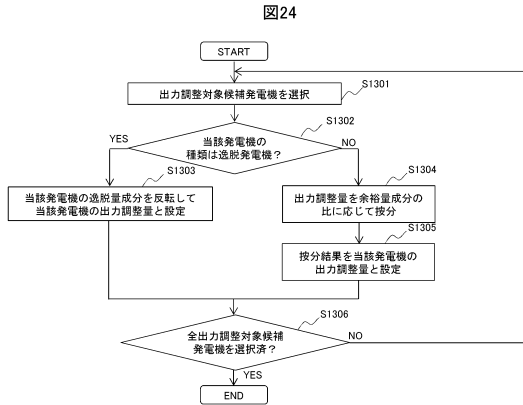 図24
START
出力調整対象候補発電機を選択
S1301
当該発電機の
種類は逸脱発電機？
S1302
YES
NO
当該発電機の逸脱量成分を反転して
当該発電機の出力調整量と設定
S1303
出力調整量を余裕量成分の
比に応じて按分
S1304
按分結果を当該発電機の
出力調整量と設定
S1305
全出力調整対象候補
発電機を選択済？
S1306
NO
YES
END